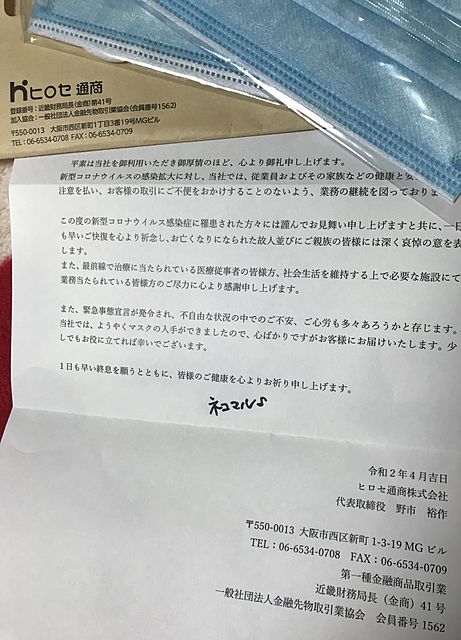 ヒロセ通商
登録番号：近畿財務局長(金商)第41号
加入協会：一般社団法人金融先物取引業協会(会員番号1562)
〒550-0013 大阪市西区新町1丁目3番19号MGビル
TEL：06-6534-0708 FAX：06-6534-0709
平素は当社を御利用いただき御厚情のほど、心より御礼申し上げます。
新型コロナウイルスの感染拡大に対し、当社では、従業員およびその家族などの健康と安
注意を払い、お客様の取引にご不便をおかけすることのないよう、業務の継続を図っておりま
この度の新型コロナウイルス感染症に罹患された方々には謹んでお見舞い申し上げますと共に、一日
も早いご快復を心より祈念し、お亡くなりになられた故人並びにご親族の皆様には深く哀悼の意を表
します。
また、最前線で治療に当たられている医療従事者の皆様方、社会生活を維持する上で必要な施設にて
業務当たられている皆様方のご尽力に心より感謝申し上げます。
また、緊急事態宣言が発令され、不自由な状況の中でのご不安、ご心労も多々あろうかと存じます。
当社では、ようやくマスクの入手ができましたので、心ばかりですがお客様にお届けいたします。少
しでもお役に立てれば幸いでございます。
1日も早い終息を願うとともに、皆様のご健康を心よりお祈り申し上げます。
ネコマル♪
令和２年４月吉日
ヒロセ通商株式会社
代表取締役 野市 裕作
〒550-0013 大阪市西区新町 1-3-19 MG ビル
TEL：06-6534-0708 FAX：06-6534-0709
第一種金融商品取引業
近畿財務局長（金商）41 号
一般社団法人金融先物取引業協会 会員番号 1562